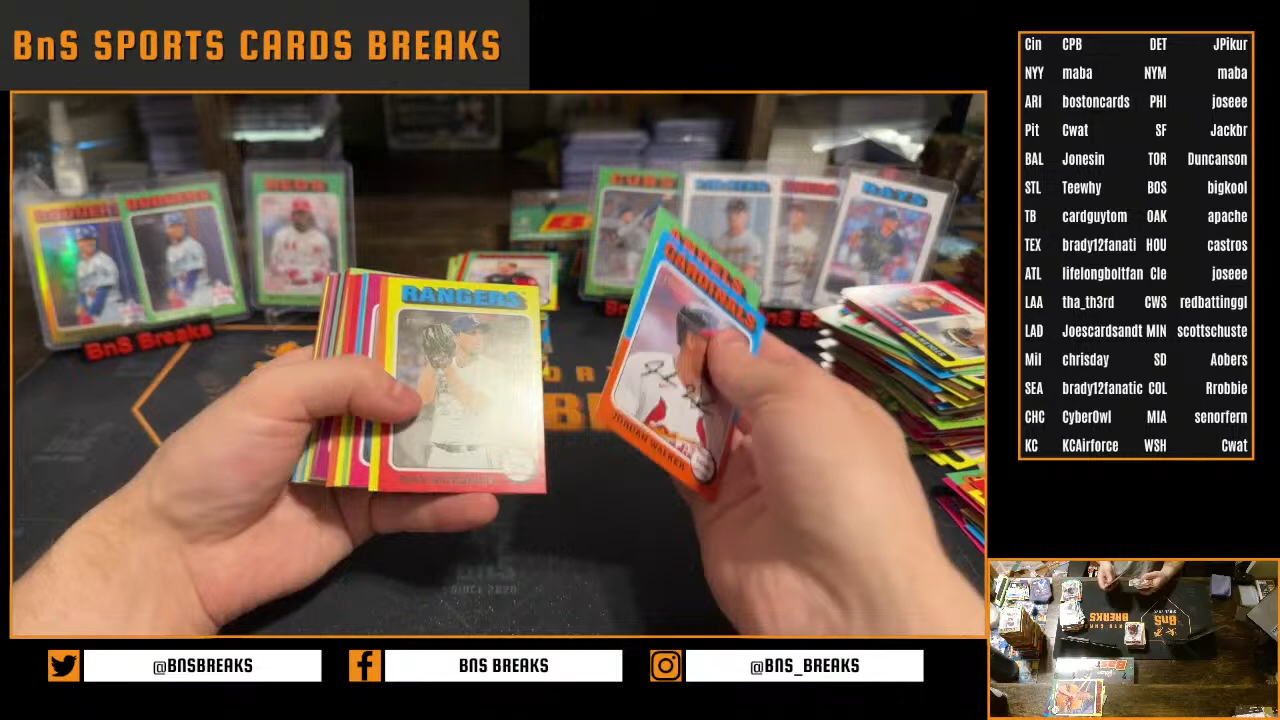 BnS SPORTS CARDS BREAKS
Cin CPB DET JPikur
NYY maba NYM maba
ARI bostoncards PHI joseee
Pit Cwat SF Jackbr
BAL Jonesin TOR Duncanson
STL Teewhy BOS bigkool
TB cardguytom OAK apache
TEX brady12fanati HOU castros
ATL lifelongboltfan Cle joseee
LAA tha_th3rd CWS redbattinggl
LAD Joescardsandt MIN scottschuste
Mil chrisday SD Aobers
SEA brady12fanatic COL Rrobbie
CHC CyberOwl MIA senorfern
KC KCAirforce WSH Cwat
REDS
CUBS
RAYS
BnS Breaks
RANGERS
CARDINALS
JORDAN WALKER
SINCE 2020
@BNSBREAKS
BNS BREAKS
@BNS_BREAKS